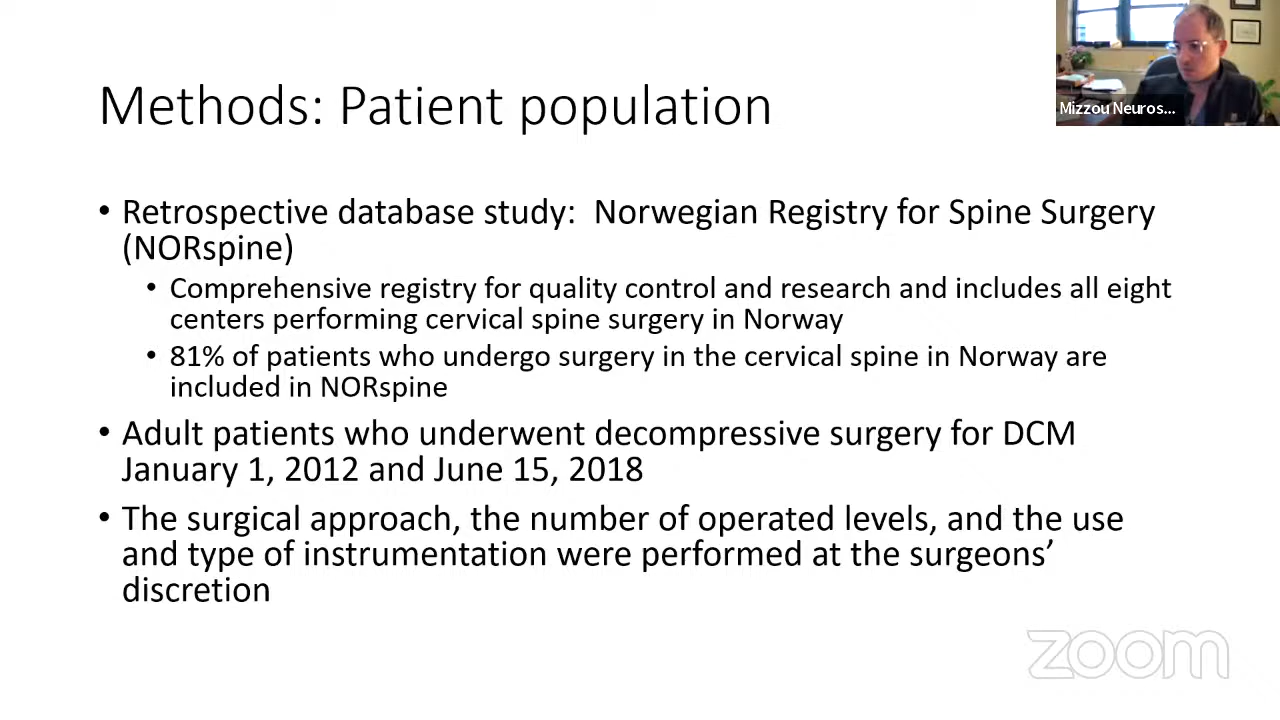 Methods: Patient population
Mizzou Neuros...
• Retrospective database study:  Norwegian Registry for Spine Surgery
(NORspine)
• Comprehensive registry for quality control and research and includes all eight
centers performing cervical spine surgery in Norway
• 81% of patients who undergo surgery in the cervical spine in Norway are
included in NORspine
• Adult patients who underwent decompressive surgery for DCM
January 1, 2012 and June 15, 2018
• The surgical approach, the number of operated levels, and the use
and type of instrumentation were performed at the surgeons’
discretion
zoom